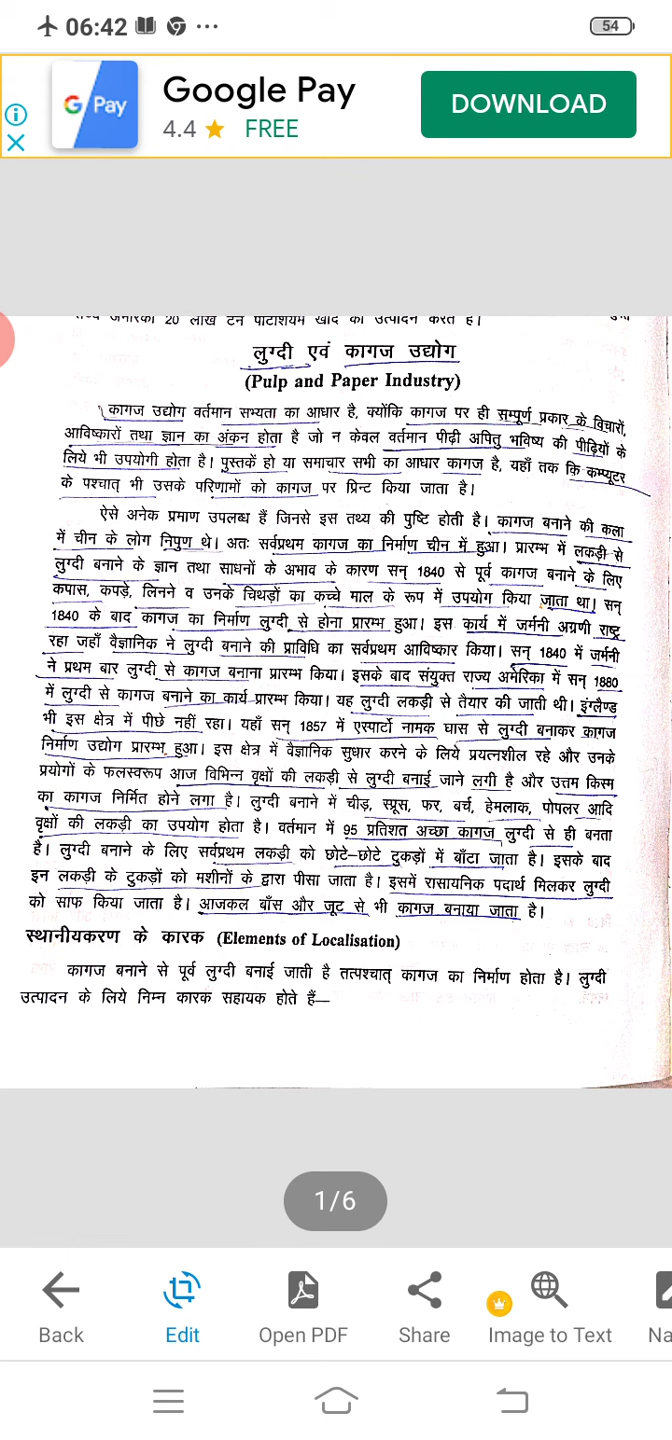 06:42
54
G Pay
Google Pay
4.4 ★ FREE
DOWNLOAD
20 लाख टन पोटाशियम खाद का उत्पादन करते हैं।
लुग्दी एवं कागज उद्योग
(Pulp and Paper Industry)
कागज उद्योग वर्तमान सभ्यता का आधार है, क्योंकि कागज पर ही सम्पूर्ण प्रकार के विचारों,
आविष्कारों तथा ज्ञान का अंकन होता है जो न केवल वर्तमान पीढ़ी अपितु भविष्य की पीढ़ियों के
लिये भी उपयोगी होता है। पुस्तकें हो या समाचार सभी का आधार कागज है, यहाँ तक कि कम्प्यूटर
के पश्चात् भी उसके परिणामों को कागज पर प्रिन्ट किया जाता है।
ऐसे अनेक प्रमाण उपलब्ध हैं जिनसे इस तथ्य की पुष्टि होती है। कागज बनाने की कला
में चीन के लोग निपुण थे। अतः सर्वप्रथम कागज का निर्माण चीन में हुआ। प्रारम्भ में लकड़ी से
लुग्दी बनाने के ज्ञान तथा साधनों के अभाव के कारण सन् 1840 से पूर्व कागज बनाने के लिए
कपास, कपड़े, लिनने व उनके चिथड़ों का कच्चे माल के रूप में उपयोग किया जाता था। सन्
1840 के बाद कागज का निर्माण लुग्दी से होना प्रारम्भ हुआ। इस कार्य में जर्मनी अग्रणी राष्ट्र
रहा जहाँ वैज्ञानिक ने लुग्दी बनाने की प्राविधि का सर्वप्रथम आविष्कार किया। सन् 1840 में जर्मनी
ने प्रथम बार लुग्दी से कागज बनाना प्रारम्भ किया। इसके बाद संयुक्त राज्य अमेरिका में सन् 1880
में लुग्दी से कागज बनाने का कार्य प्रारम्भ किया। यह लुग्दी लकड़ी से तैयार की जाती थी। इंग्लैण्ड
भी इस क्षेत्र में पीछे नहीं रहा। यहाँ सन् 1857 में एस्पार्टो नामक घास से लुग्दी बनाकर कागज
निर्माण उद्योग प्रारम्भ हुआ। इस क्षेत्र में वैज्ञानिक सुधार करने के लिये प्रयत्नशील रहे और उनके
प्रयोगों के फलस्वरूप आज विभिन्न वृक्षों की लकड़ी से लुग्दी बनाई जाने लगी है और उत्तम किस्म
का कागज निर्मित होने लगा है। लुग्दी बनाने में चीड़, स्प्रूस, फर, बर्च, हेमलाक, पोपलर आदि
वृक्षों की लकड़ी का उपयोग होता है। वर्तमान में 95 प्रतिशत अच्छा कागज लुग्दी से ही बनता
है। लुग्दी बनाने के लिए सर्वप्रथम लकड़ी को छोटे-छोटे टुकड़ों में बाँटा जाता है। इसके बाद
इन लकड़ी के टुकड़ों को मशीनों के द्वारा पीसा जाता है। इसमें रासायनिक पदार्थ मिलकर लुग्दी
को साफ किया जाता है। आजकल बाँस और जूट से भी कागज बनाया जाता है।
स्थानीयकरण के कारक (Elements of Localisation)
कागज बनाने से पूर्व लुग्दी बनाई जाती है तत्पश्चात् कागज का निर्माण होता है। लुग्दी
उत्पादन के लिये निम्न कारक सहायक होते हैं—
1/6
Back
Edit
Open PDF
Share
Image to Text
Na